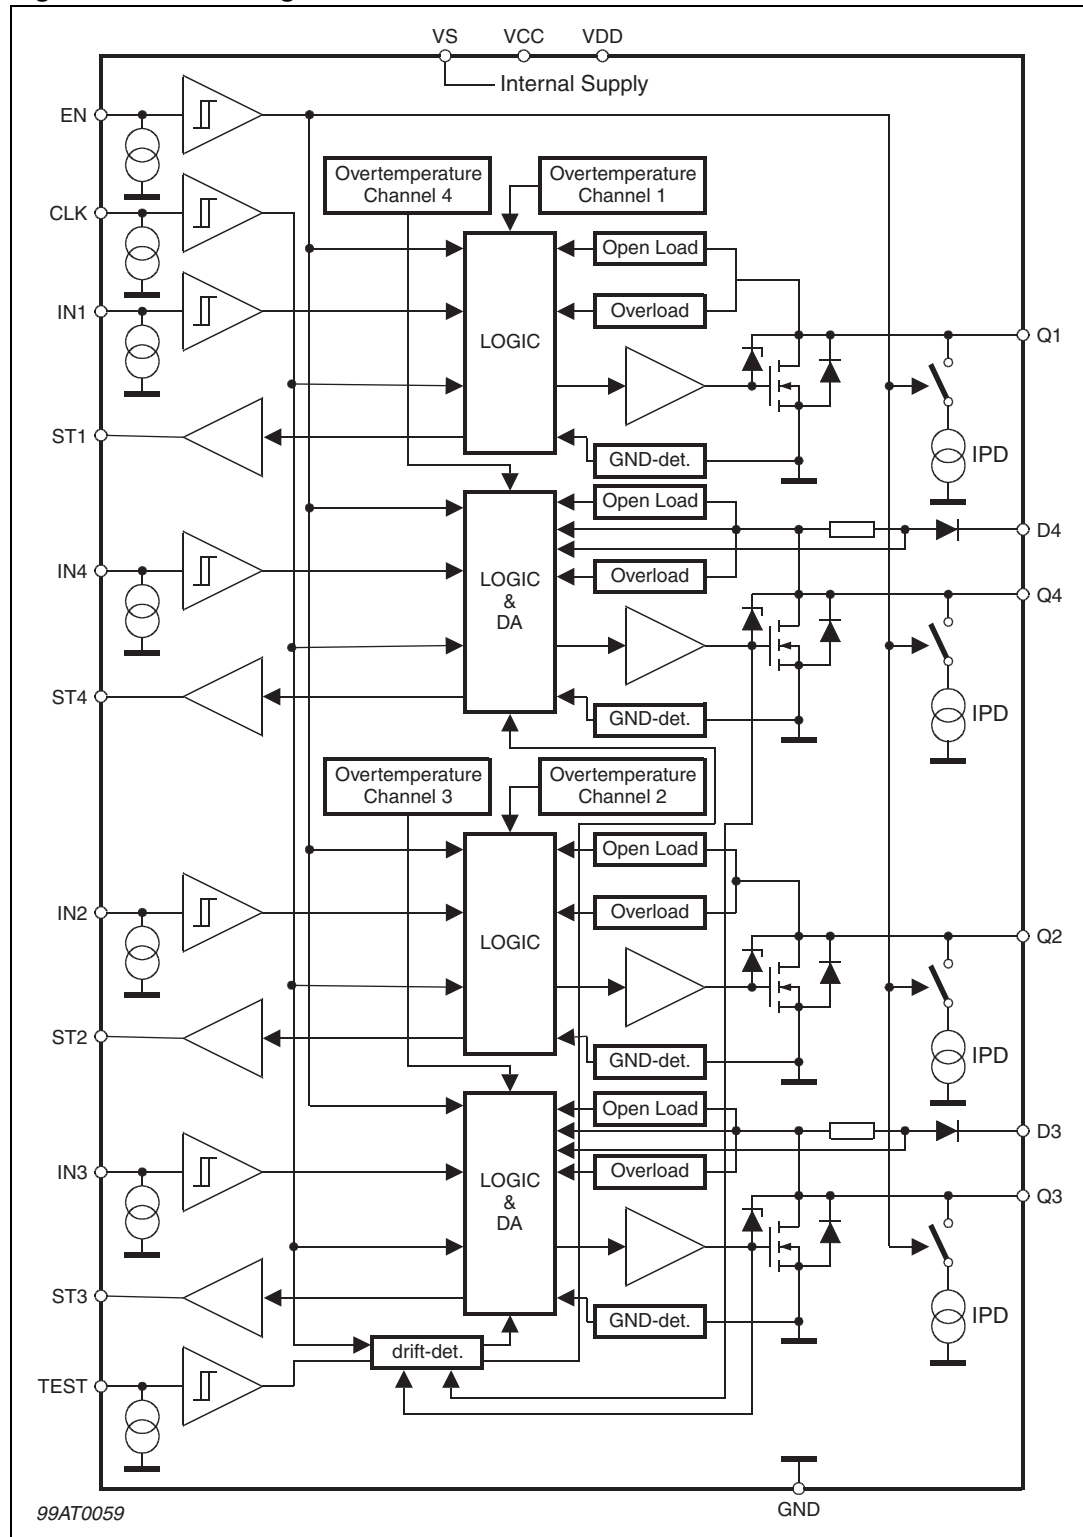 VS VCC VDD
Internal Supply
EN
Overtemperature
Channel 4
Overtemperature
Channel 1
CLK
Open Load
IN1
Overload
LOGIC
Q1
ST1
GND-det.
IPD
Open Load
D4
IN4
LOGIC
&
DA
Overload
Q4
ST4
GND-det.
IPD
Overtemperature
Channel 3
Overtemperature
Channel 2
Open Load
IN2
Overload
LOGIC
Q2
ST2
GND-det.
IPD
Open Load
D3
IN3
LOGIC
&
DA
Overload
Q3
ST3
GND-det.
IPD
drift-det.
TEST
GND
99AT0059